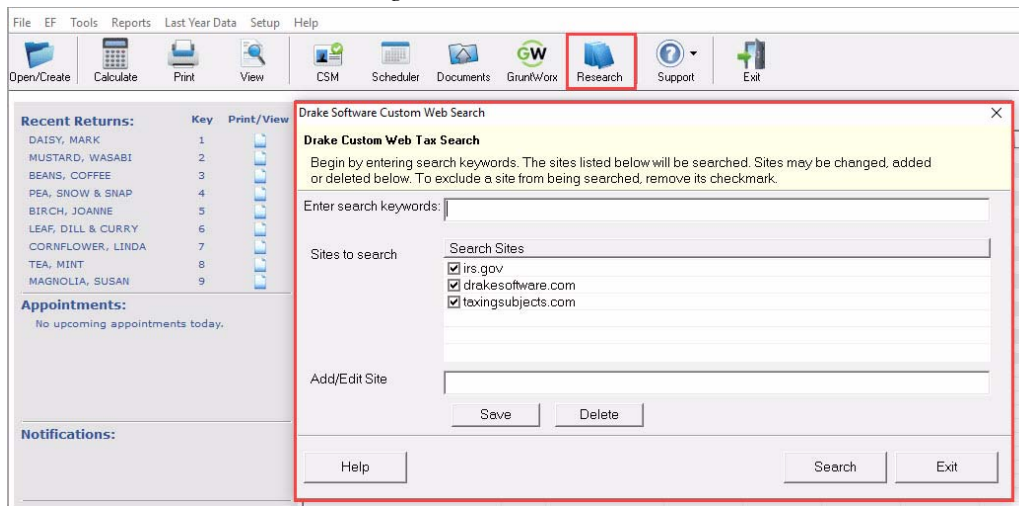 File EF Tools Reports Last Year Data Setup Help
Open/Create Calculate Print View CSM Scheduler Documents GruntWorx Research Support Exit
GW
Recent Returns: Key Print/View
DAISY, MARK 1
MUSTARD, WASABI 2
BEANS, COFFEE 3
PEA, SNOW & SNAP 4
BIRCH, JOANNE 5
LEAF, DILL & CURRY 6
CORNFLOWER, LINDA 7
TEA, MINT 8
MAGNOLIA, SUSAN 9
Appointments:
No upcoming appointments today.
Notifications:
Drake Software Custom Web Search
Drake Custom Web Tax Search
Begin by entering search keywords. The sites listed below will be searched. Sites may be changed, added
or deleted below. To exclude a site from being searched, remove its checkmark.
Enter search keywords:
Sites to search
Search Sites
irs.gov
drakesoftware.com
taxingsubjects.com
Add/Edit Site
Save Delete
Help Search Exit